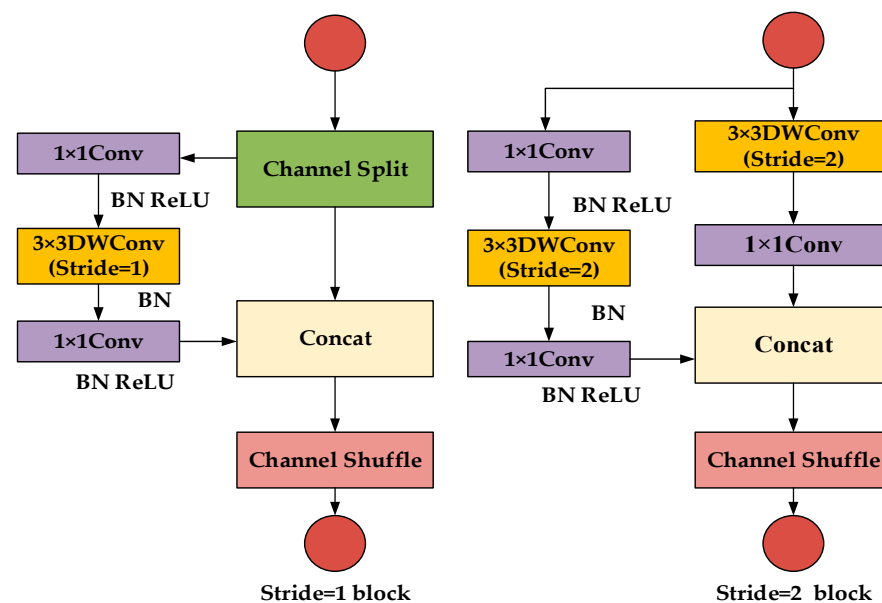 1×1Conv
Channel Split
BN ReLU
3×3DWConv
(Stride=1)
BN
1×1Conv
Concat
BN ReLU
Channel Shuffle
Stride=1 block
1×1Conv
3×3DWConv
(Stride=2)
BN ReLU
3×3DWConv
(Stride=2)
1×1Conv
BN
1×1Conv
Concat
BN ReLU
Channel Shuffle
Stride=2 block